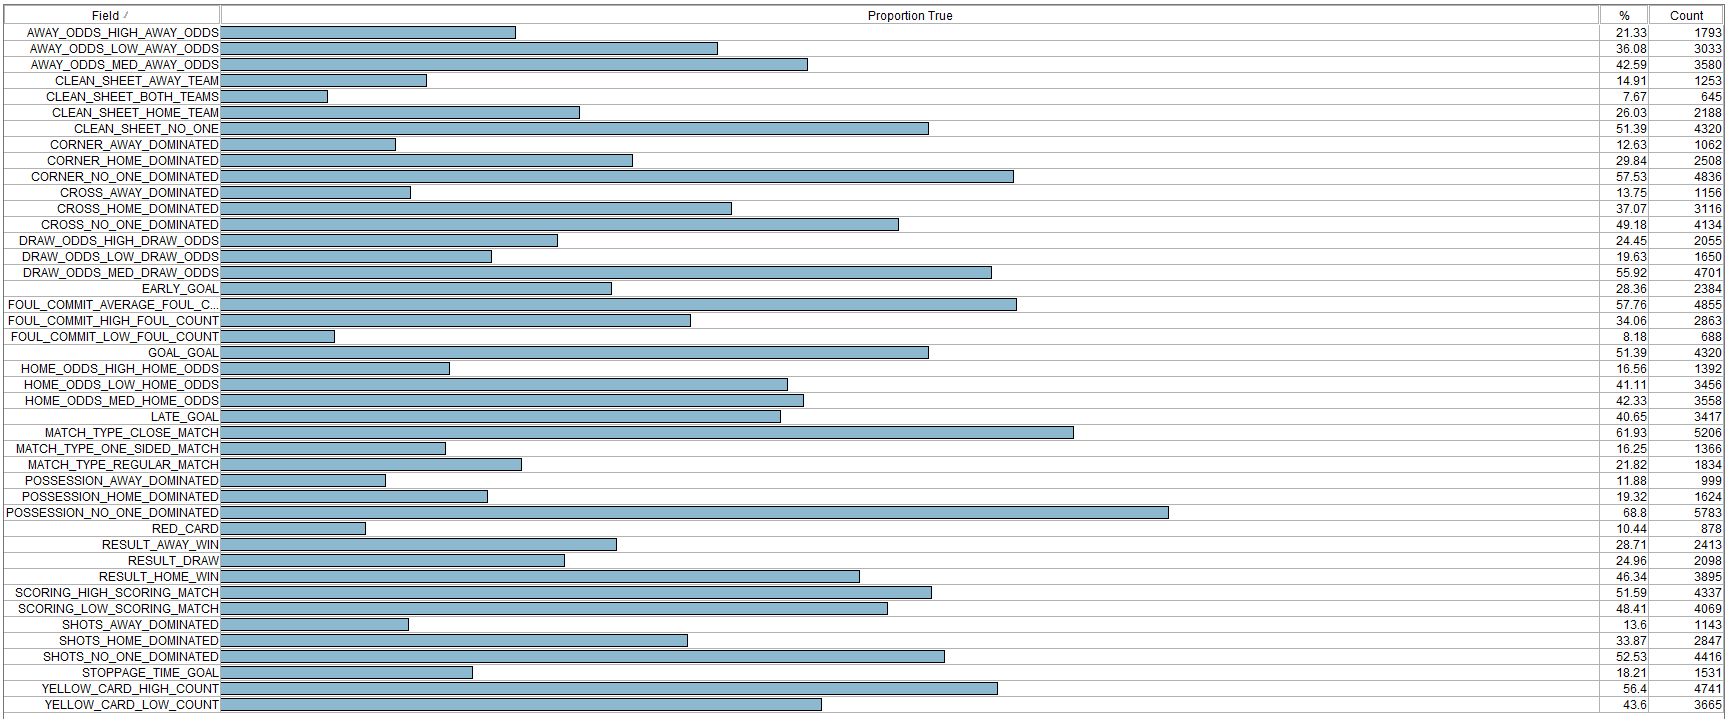 Field Proportion True % Count
AWAY_ODDS_HIGH_AWAY_ODDS 21.33 1793
AWAY_ODDS_LOW_AWAY_ODDS 36.08 3033
AWAY_ODDS_MED_AWAY_ODDS 42.59 3580
CLEAN_SHEET_AWAY_TEAM 14.91 1253
CLEAN_SHEET_BOTH_TEAMS 7.67 645
CLEAN_SHEET_HOME_TEAM 26.03 2188
CLEAN_SHEET_NO_ONE 51.39 4320
CORNER_AWAY_DOMINATED 12.63 1062
CORNER_HOME_DOMINATED 29.84 2508
CORNER_NO_ONE_DOMINATED 57.53 4836
CROSS_AWAY_DOMINATED 13.75 1156
CROSS_HOME_DOMINATED 37.07 3116
CROSS_NO_ONE_DOMINATED 49.18 4134
DRAW_ODDS_HIGH_DRAW_ODDS 24.45 2055
DRAW_ODDS_LOW_DRAW_ODDS 19.63 1650
DRAW_ODDS_MED_DRAW_ODDS 55.92 4701
EARLY_GOAL 28.36 2384
FOUL_COMMIT_AVERAGE_FOUL_C... 57.76 4855
FOUL_COMMIT_HIGH_FOUL_COUNT 34.06 2863
FOUL_COMMIT_LOW_FOUL_COUNT 8.18 688
GOAL_GOAL 51.39 4320
HOME_ODDS_HIGH_HOME_ODDS 16.56 1392
HOME_ODDS_LOW_HOME_ODDS 41.11 3456
HOME_ODDS_MED_HOME_ODDS 42.33 3558
LATE_GOAL 40.65 3417
MATCH_TYPE_CLOSE_MATCH 61.93 5206
MATCH_TYPE_ONE_SIDED_MATCH 16.25 1366
MATCH_TYPE_REGULAR_MATCH 21.82 1834
POSSESSION_AWAY_DOMINATED 11.88 999
POSSESSION_HOME_DOMINATED 19.32 1624
POSSESSION_NO_ONE_DOMINATED 68.8 5783
RED_CARD 10.44 878
RESULT_AWAY_WIN 28.71 2413
RESULT_DRAW 24.96 2098
RESULT_HOME_WIN 46.34 3895
SCORING_HIGH_SCORING_MATCH 51.59 4337
SCORING_LOW_SCORING_MATCH 48.41 4069
SHOTS_AWAY_DOMINATED 13.6 1143
SHOTS_HOME_DOMINATED 33.87 2847
SHOTS_NO_ONE_DOMINATED 52.53 4416
STOPPAGE_TIME_GOAL 18.21 1531
YELLOW_CARD_HIGH_COUNT 56.4 4741
YELLOW_CARD_LOW_COUNT 43.6 3665